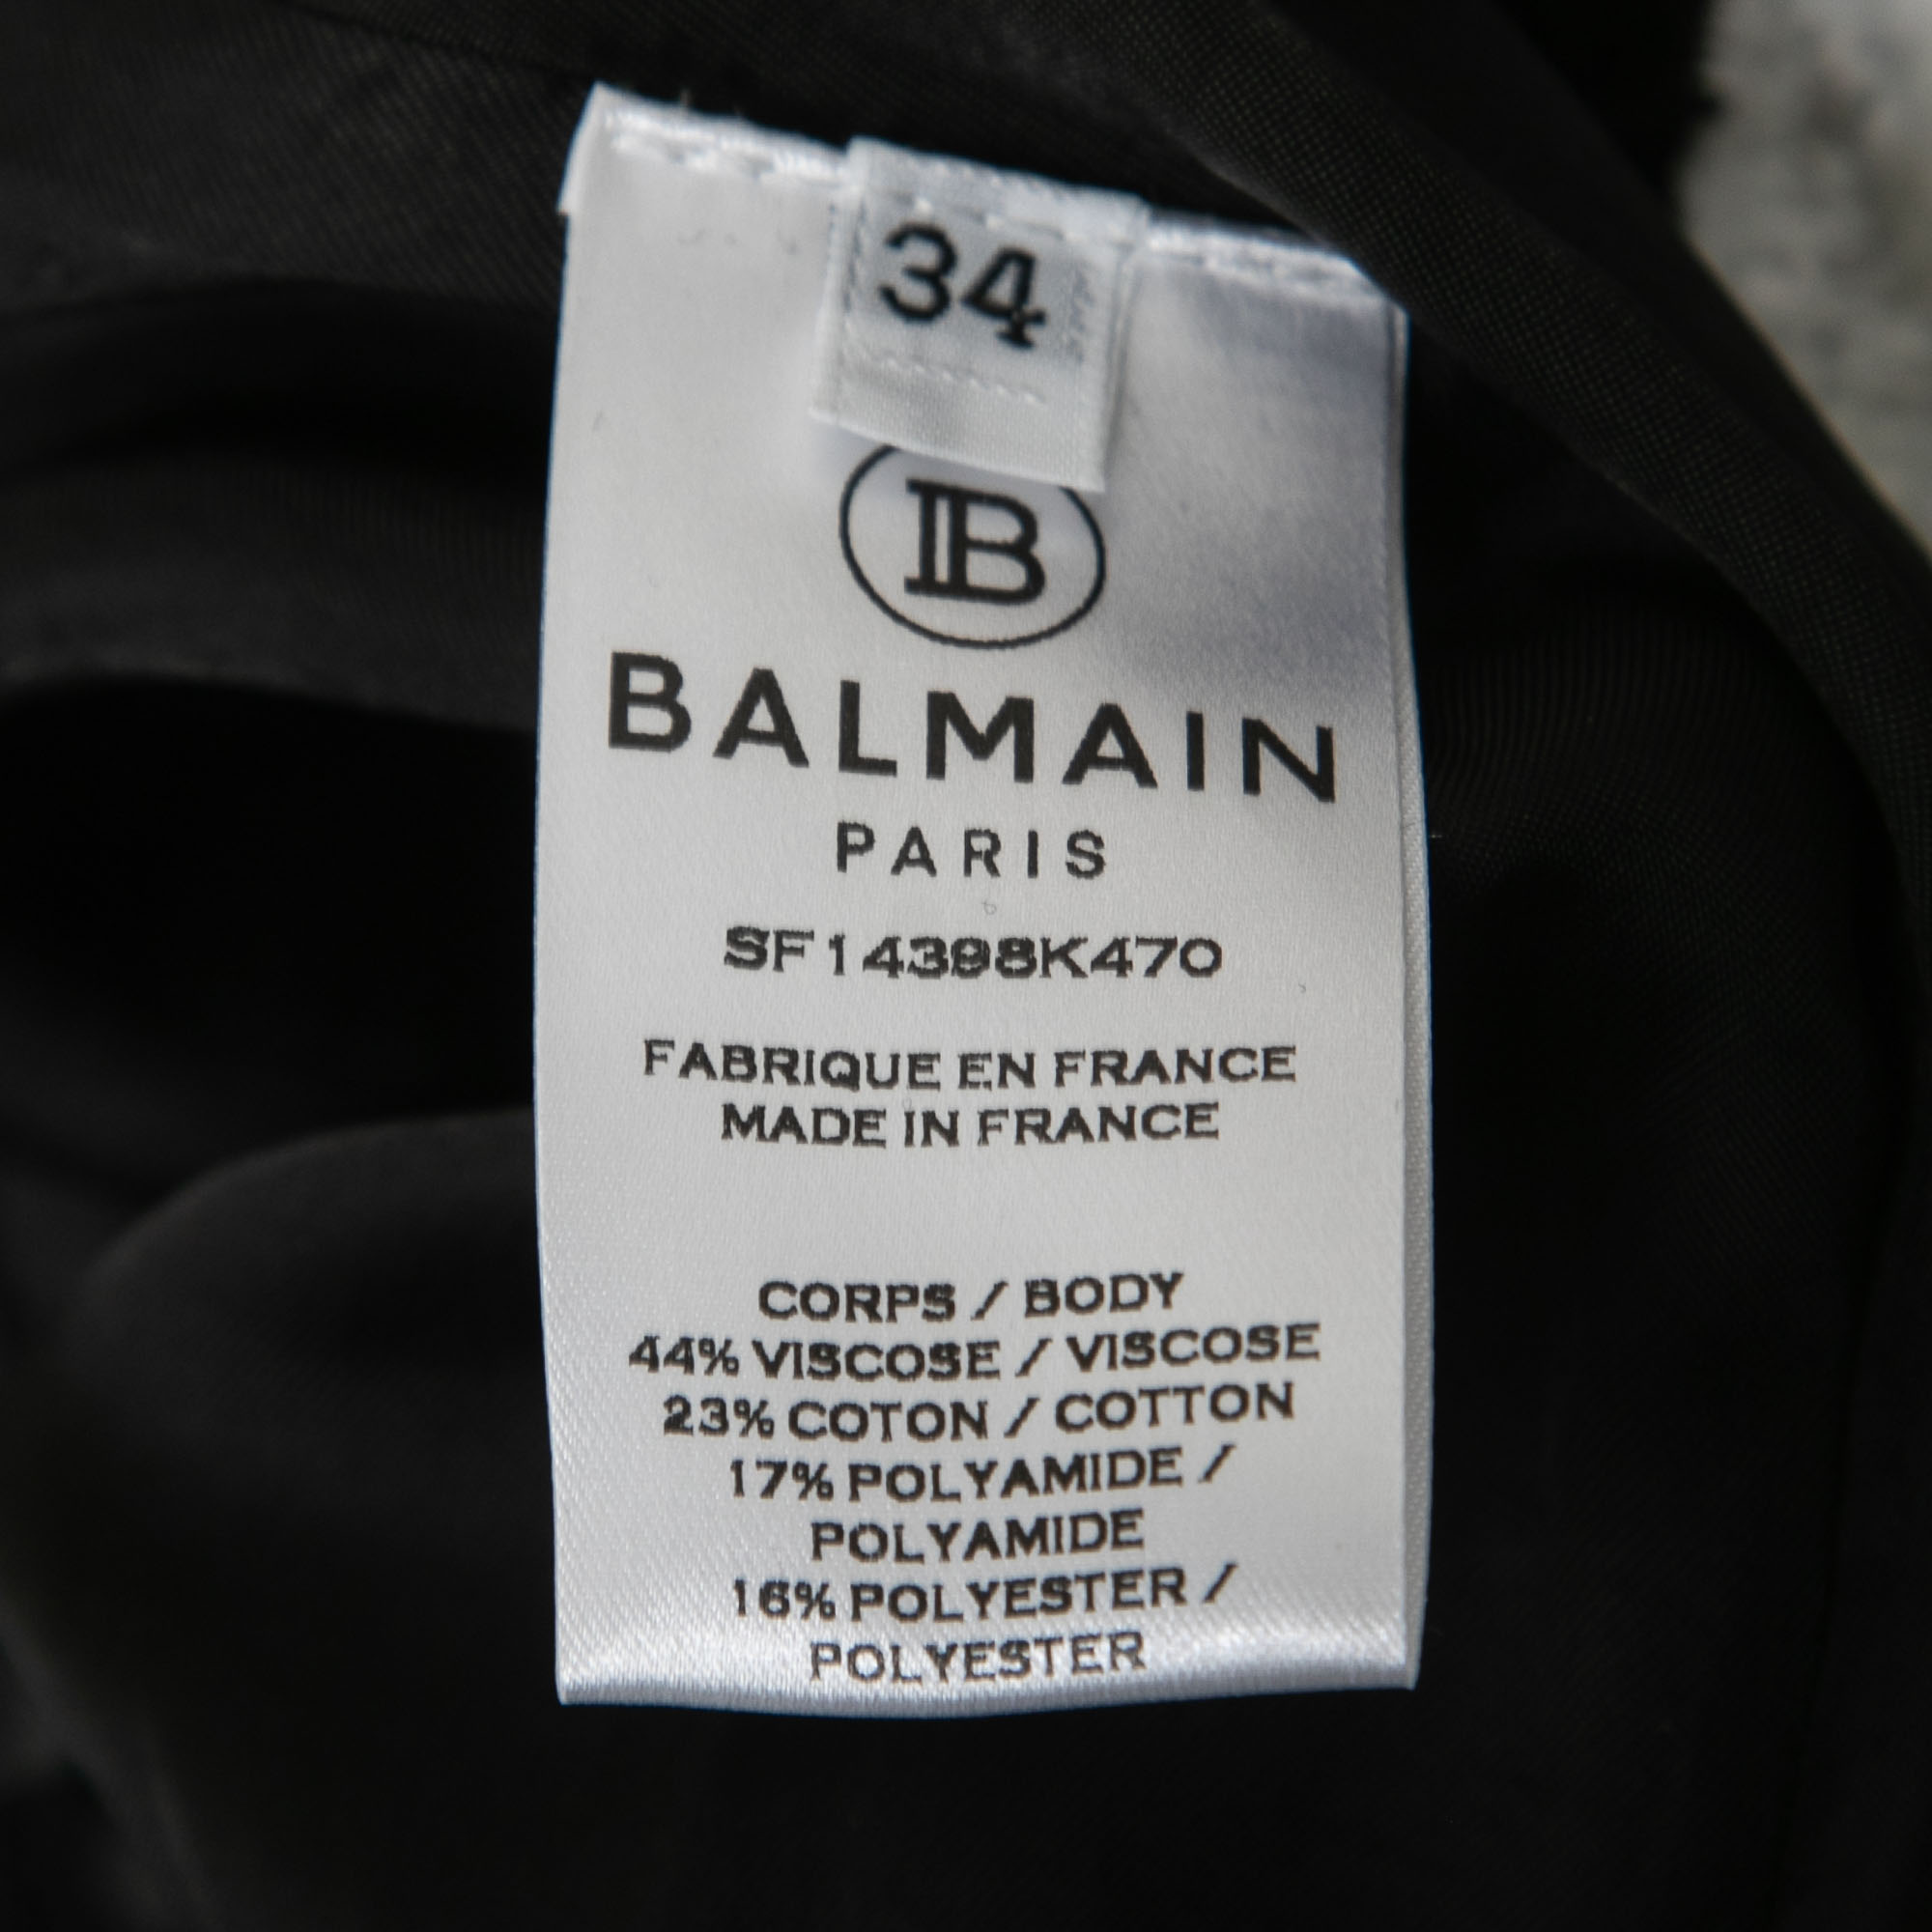 34
B
BALMAIN
PARIS
SF14398K470
FABRIQUE EN FRANCE
MADE IN FRANCE
CORPS / BODY
44% VISCOSE / VISCOSE
23% COTON / COTTON
17% POLYAMIDE /
POLYAMIDE
16% POLYESTER /
POLYESTER